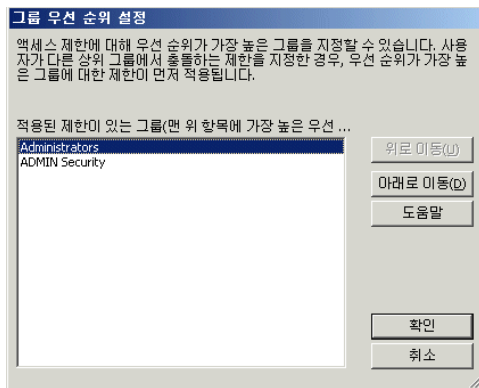 그룹 우선 순위 설정
액세스 제한에 대해 우선 순위가 가장 높은 그룹을 지정할 수 있습니다. 사용
자가 다른 상위 그룹에서 충돌하는 제한을 지정한 경우, 우선 순위가 가장 높
은 그룹에 대한 제한이 먼저 적용됩니다.
적용된 제한이 있는 그룹(맨 위 항목에 가장 높은 우선 ...
Administrators
ADMIN Security
위로 이동(U)
아래로 이동(D)
도움말
확인
취소